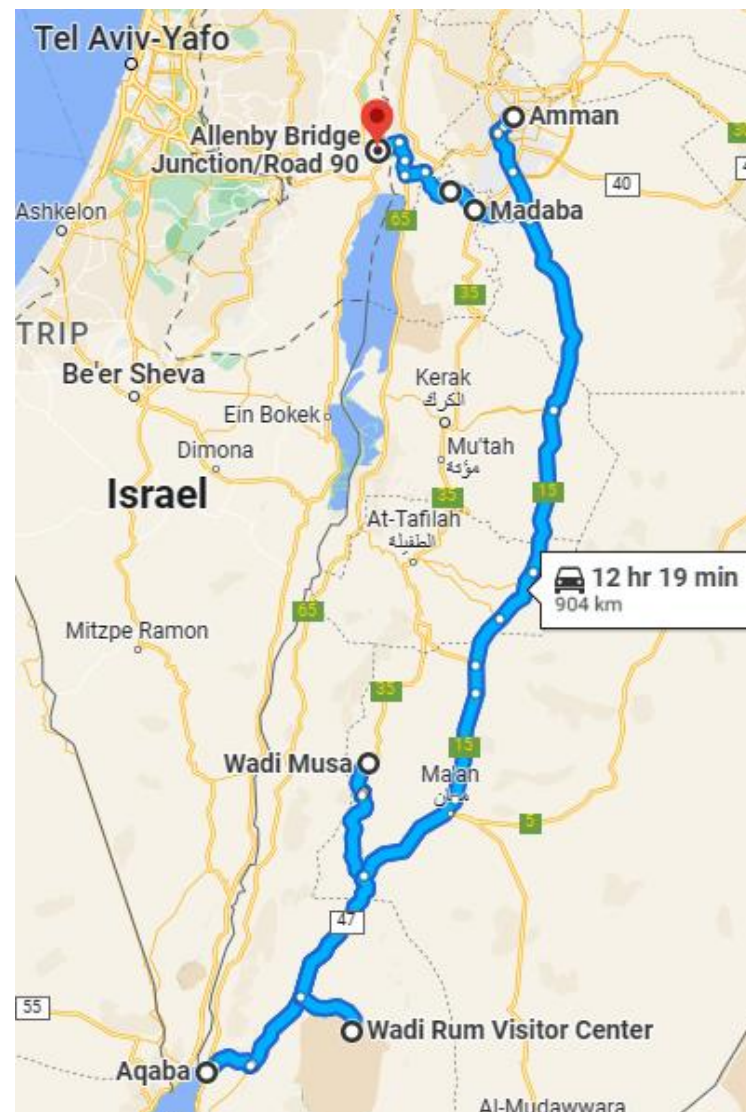 Tel Aviv-Yafo
Allenby Bridge
Junction/Road 90
Amman
40
Ashkelon
65
Madaba
35
TRIP
Be'er Sheva
Kerak
الكرك
Ein Bokek
Mu'tah
مؤتة
Dimona
Israel
35
15
At-Tafilah
الطفيلة
12 hr 19 min
904 km
65
Mitzpe Ramon
35
15
Wadi Musa
Ma'an
معان
5
47
55
Wadi Rum Visitor Center
Aqaba
Al-Mudawwara